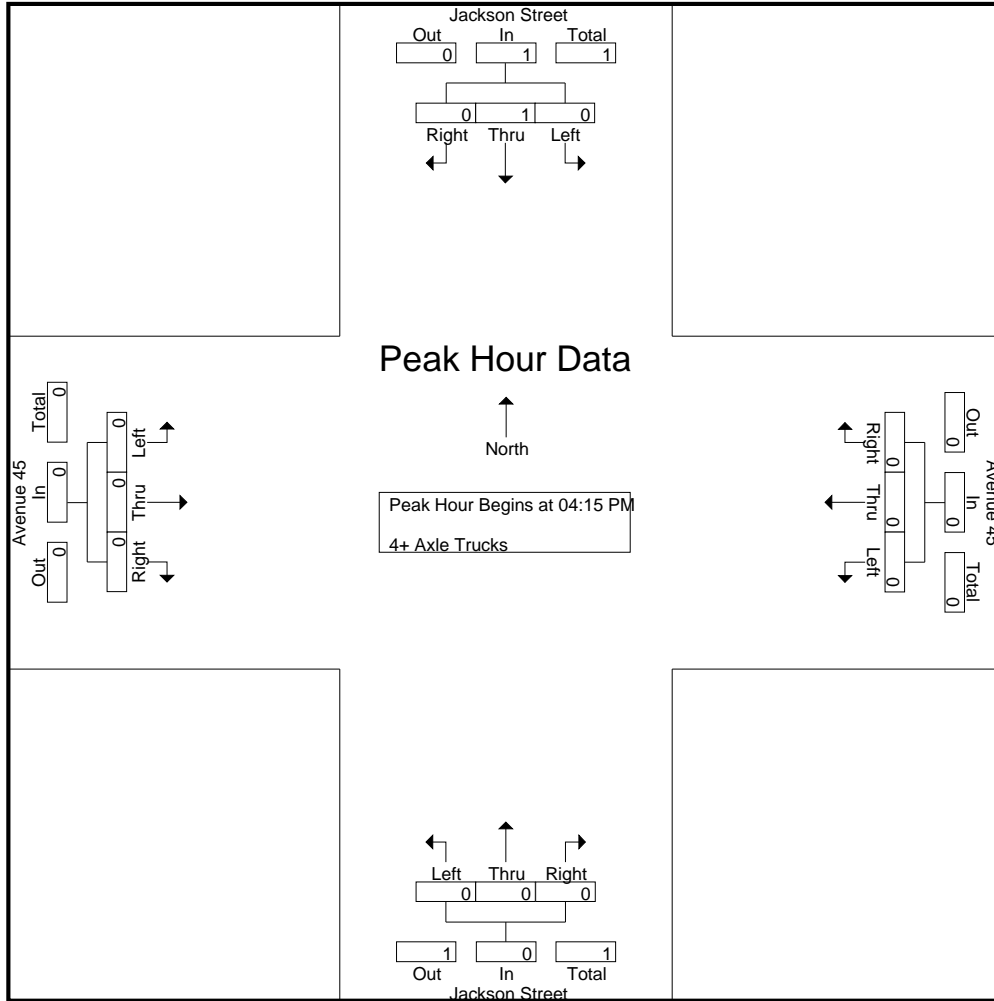 Jackson Street
Out In Total
0 1 1
0 1 0
Right Thru Left
Peak Hour Data
North
Peak Hour Begins at 04:15 PM
4+ Axle Trucks
Avenue 45
Out In Total
0 0 0
0 0 0
Right Thru Left
Avenue 45
Out In Total
0 0 0
0 0 0
Right Thru Left
Left Thru Right
0 0 0
1 0 1
Out In Total
Jackson Street